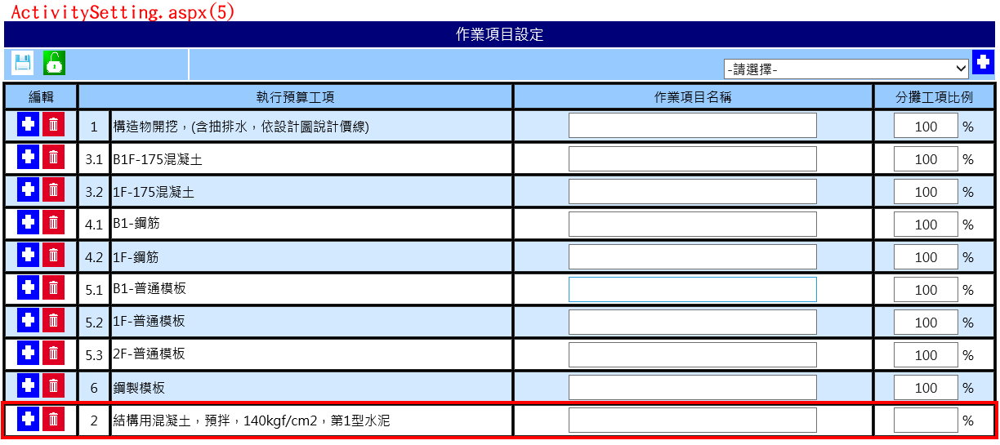 ActivitySetting.aspx(5)
作業項目設定
-請選擇-
編輯 執行預算工項 作業項目名稱 分攤工項比例
1 構造物開挖，(含抽排水，依設計圖說計價線) 100 %
3.1 B1F-175混凝土 100 %
3.2 1F-175混凝土 100 %
4.1 B1-鋼筋 100 %
4.2 1F-鋼筋 100 %
5.1 B1-普通模板 100 %
5.2 1F-普通模板 100 %
5.3 2F-普通模板 100 %
6 鋼製模板 100 %
2 結構用混凝土，預拌，140kgf/cm2，第1型水泥 %